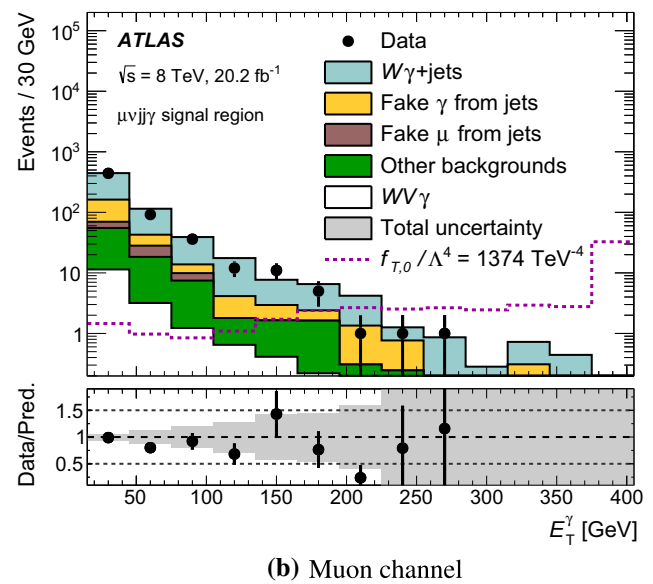 Events / 30 GeV
10⁵
10⁴
10³
10²
10
1
ATLAS
√s = 8 TeV, 20.2 fb⁻¹
μνjjγ signal region
Data
Wγ+jets
Fake γ from jets
Fake μ from jets
Other backgrounds
WVγ
Total uncertainty
f_T,0 /Λ⁴ = 1374 TeV⁻⁴
Data/Pred.
1.5
1
0.5
50 100 150 200 250 300 350 400
E_T^γ [GeV]
(b) Muon channel